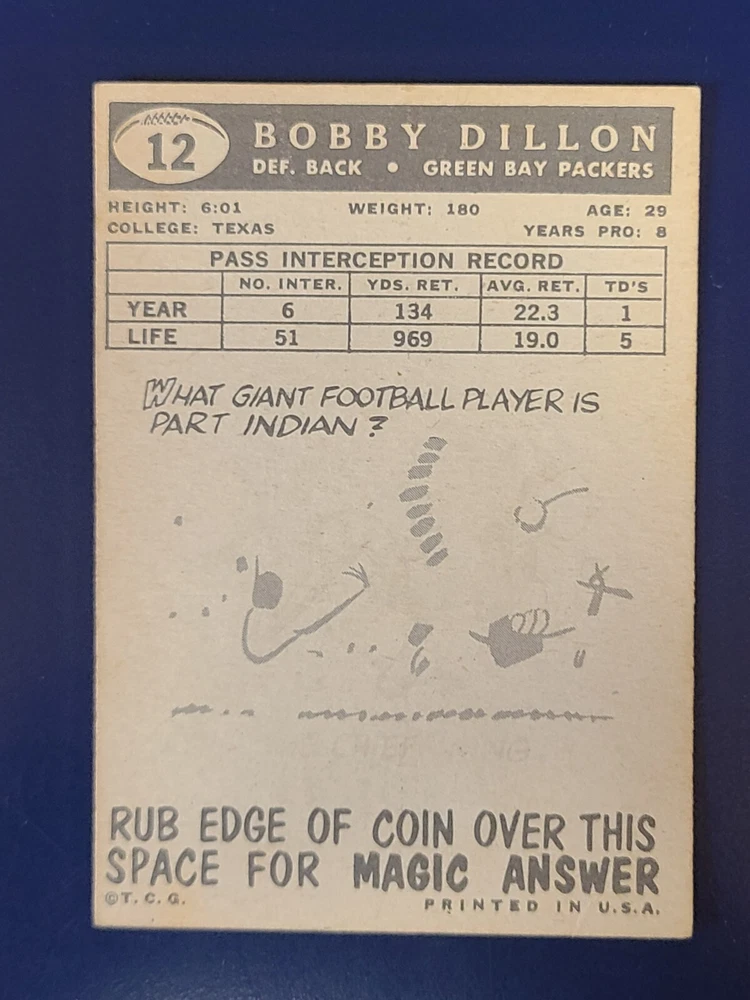 12
BOBBY DILLON
DEF. BACK • GREEN BAY PACKERS
HEIGHT: 6:01 WEIGHT: 180 AGE: 29
COLLEGE: TEXAS YEARS PRO: 8
PASS INTERCEPTION RECORD
NO. INTER. YDS. RET. AVG. RET. TD'S
YEAR 6 134 22.3 1
LIFE 51 969 19.0 5
WHAT GIANT FOOTBALL PLAYER IS
PART INDIAN?
RUB EDGE OF COIN OVER THIS
SPACE FOR MAGIC ANSWER
©T.C.G. PRINTED IN U.S.A.